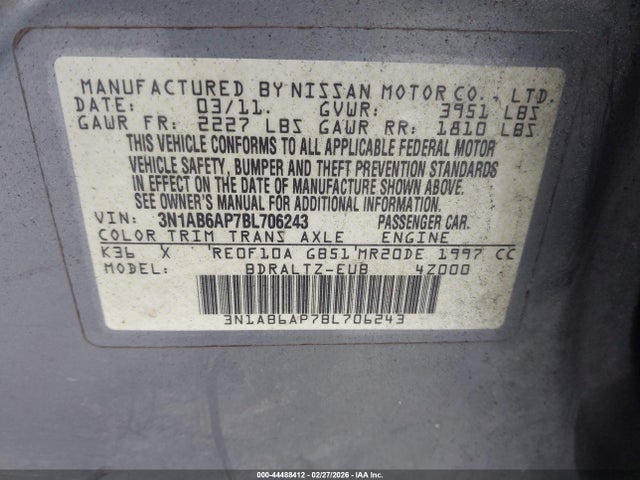 MANUFACTURED BY NISSAN MOTOR CO., LTD.
DATE: 03/11. GVWR: 3951 LBS
GAWR FR: 2227 LBS GAWR RR: 1810 LBS
THIS VEHICLE CONFORMS TO ALL APPLICABLE FEDERAL MOTOR
VEHICLE SAFETY, BUMPER AND THEFT PREVENTION STANDARDS
IN EFFECT ON THE DATE OF MANUFACTURE SHOWN ABOVE.
SEE OWNER'S MANUAL FOR ADDITIONAL INFORMATION.
VIN: 3N1AB6AP7BL706243 PASSENGER CAR.
COLOR TRIM TRANS AXLE ENGINE
K36 X RE0F10A GB51 MR20DE 1997 CC
MODEL: BDRALTZ-EUB 4Z000
3N1AB6AP7BL706243
000-44488412 - 02/27/2026 - IAA Inc.